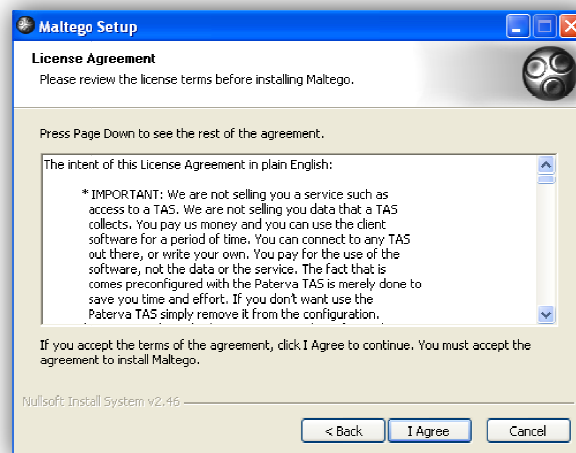 Maltego Setup
License Agreement
Please review the license terms before installing Maltego.
Press Page Down to see the rest of the agreement.
The intent of this License Agreement in plain English:
* IMPORTANT: We are not selling you a service such as
access to a TAS. We are not selling you data that a TAS
collects. You pay us money and you can use the client
software for a period of time. You can connect to any TAS
out there, or write your own. You pay for the use of the
software, not the data or the service. The fact that is
comes preconfigured with the Paterva TAS is merely done to
save you time and effort. If you don't want use the
Paterva TAS simply remove it from the configuration.
If you accept the terms of the agreement, click I Agree to continue. You must accept the
agreement to install Maltego.
Nullsoft Install System v2.46
< Back
I Agree
Cancel